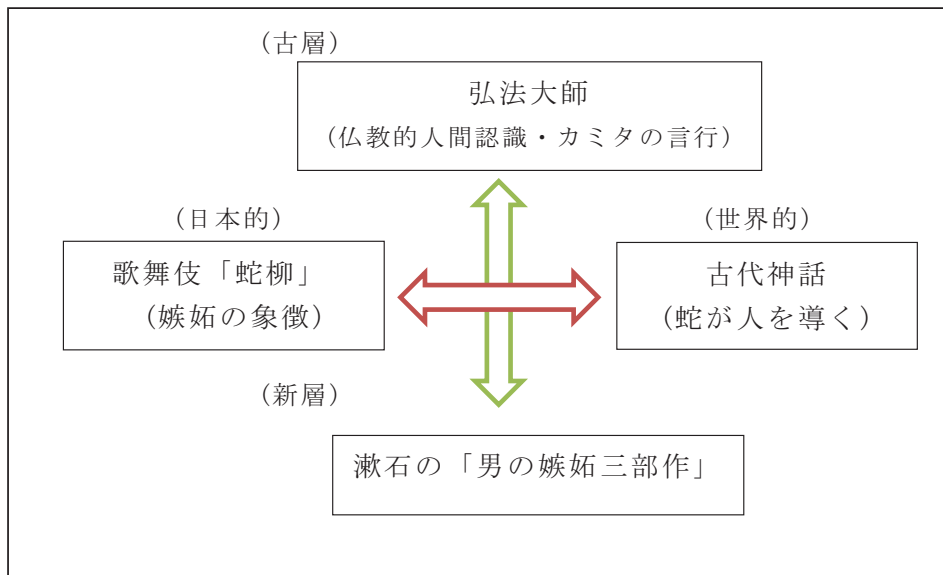 (古層)
弘法大師
(仏教的人間認識・カミタの言行)
(日本的)
(世界的)
歌舞伎「蛇柳」
(嫉妬の象徴)
古代神話
(蛇が人を導く)
(新層)
漱石の「男の嫉妬三部作」